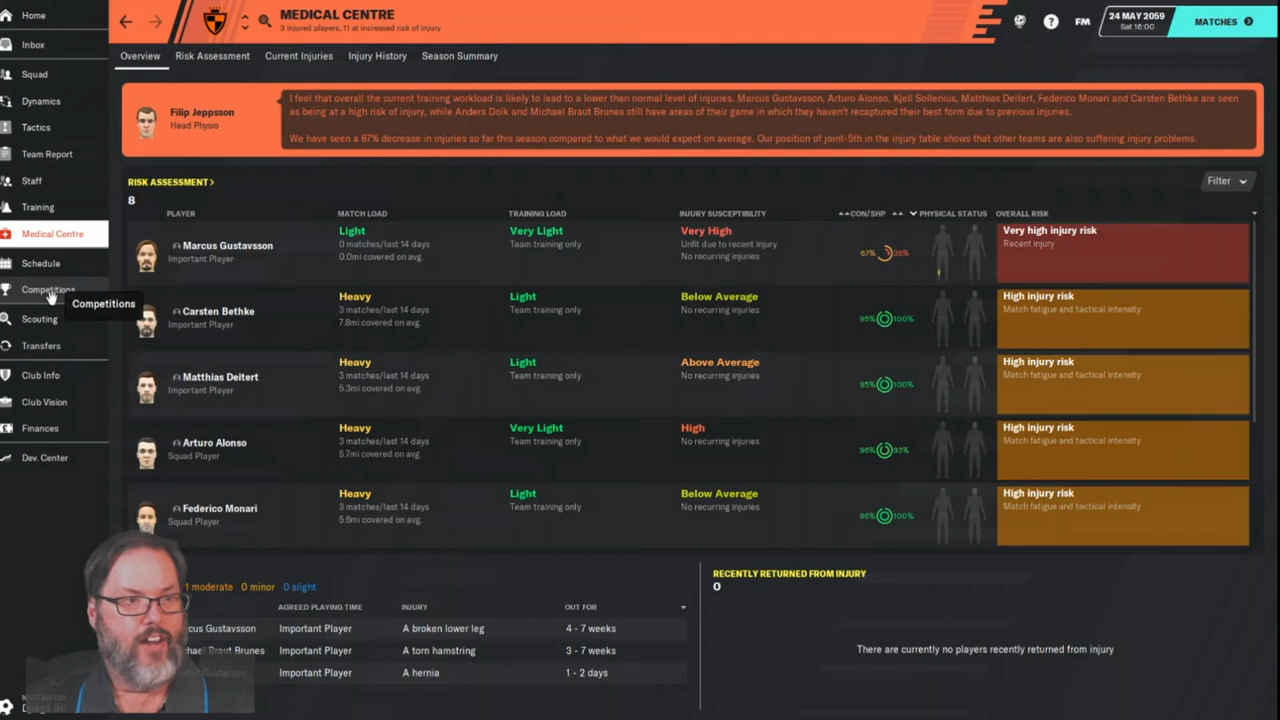 Home
MEDICAL CENTRE
3 injured players, 11 at increased risk of injury
FM
24 MAY 2059
Sat 16:00
MATCHES
Inbox
Squad
Dynamics
Tactics
Team Report
Staff
Training
Medical Centre
Schedule
Competitions
Competitions
Scouting
Transfers
Club Info
Club Vision
Finances
Dev. Center
Overview
Risk Assessment
Current Injuries
Injury History
Season Summary
Filip Jeppsson
Head Physio
I feel that overall the current training workload is likely to lead to a lower than normal level of injuries. Marcus Gustavsson, Arturo Alonso, Kjell Sollenius, Matthias Deitert, Federico Monari and Carsten Bethke are seen
as being at a high risk of injury, while Anders Dolk and Michael Braut Brunes still have areas of their game in which they haven't recaptured their best form due to previous injuries.
We have seen a 67% decrease in injuries so far this season compared to what we would expect on average. Our position of joint-5th in the injury table shows that other teams are also suffering injury problems.
RISK ASSESSMENT >
Filter
8
PLAYER MATCH LOAD TRAINING LOAD INJURY SUSCEPTIBILITY CON/SHP PHYSICAL STATUS OVERALL RISK
Marcus Gustavsson
Important Player
Light
0 matches/last 14 days
0.0mi covered on avg.
Very Light
Team training only
Very High
Unfit due to recent injury
No recurring injuries
67% 35%
Very high injury risk
Recent injury
Carsten Bethke
Important Player
Heavy
3 matches/last 14 days
7.8mi covered on avg.
Light
Team training only
Below Average
No recurring injuries
95% 100%
High injury risk
Match fatigue and tactical intensity
Matthias Deitert
Important Player
Heavy
3 matches/last 14 days
5.3mi covered on avg.
Light
Team training only
Above Average
No recurring injuries
95% 100%
High injury risk
Match fatigue and tactical intensity
Arturo Alonso
Squad Player
Heavy
3 matches/last 14 days
5.7mi covered on avg.
Very Light
Team training only
High
No recurring injuries
96% 93%
High injury risk
Match fatigue and tactical intensity
Federico Monari
Squad Player
Heavy
3 matches/last 14 days
5.6mi covered on avg.
Light
Team training only
Below Average
No recurring injuries
96% 100%
High injury risk
Match fatigue and tactical intensity
1 moderate 0 minor 0 slight
AGREED PLAYING TIME INJURY OUT FOR
rcus Gustavsson Important Player A broken lower leg 4 - 7 weeks
hael Braut Brunes Important Player A torn hamstring 3 - 7 weeks
Important Player A hernia 1 - 2 days
RECENTLY RETURNED FROM INJURY
0
There are currently no players recently returned from injury